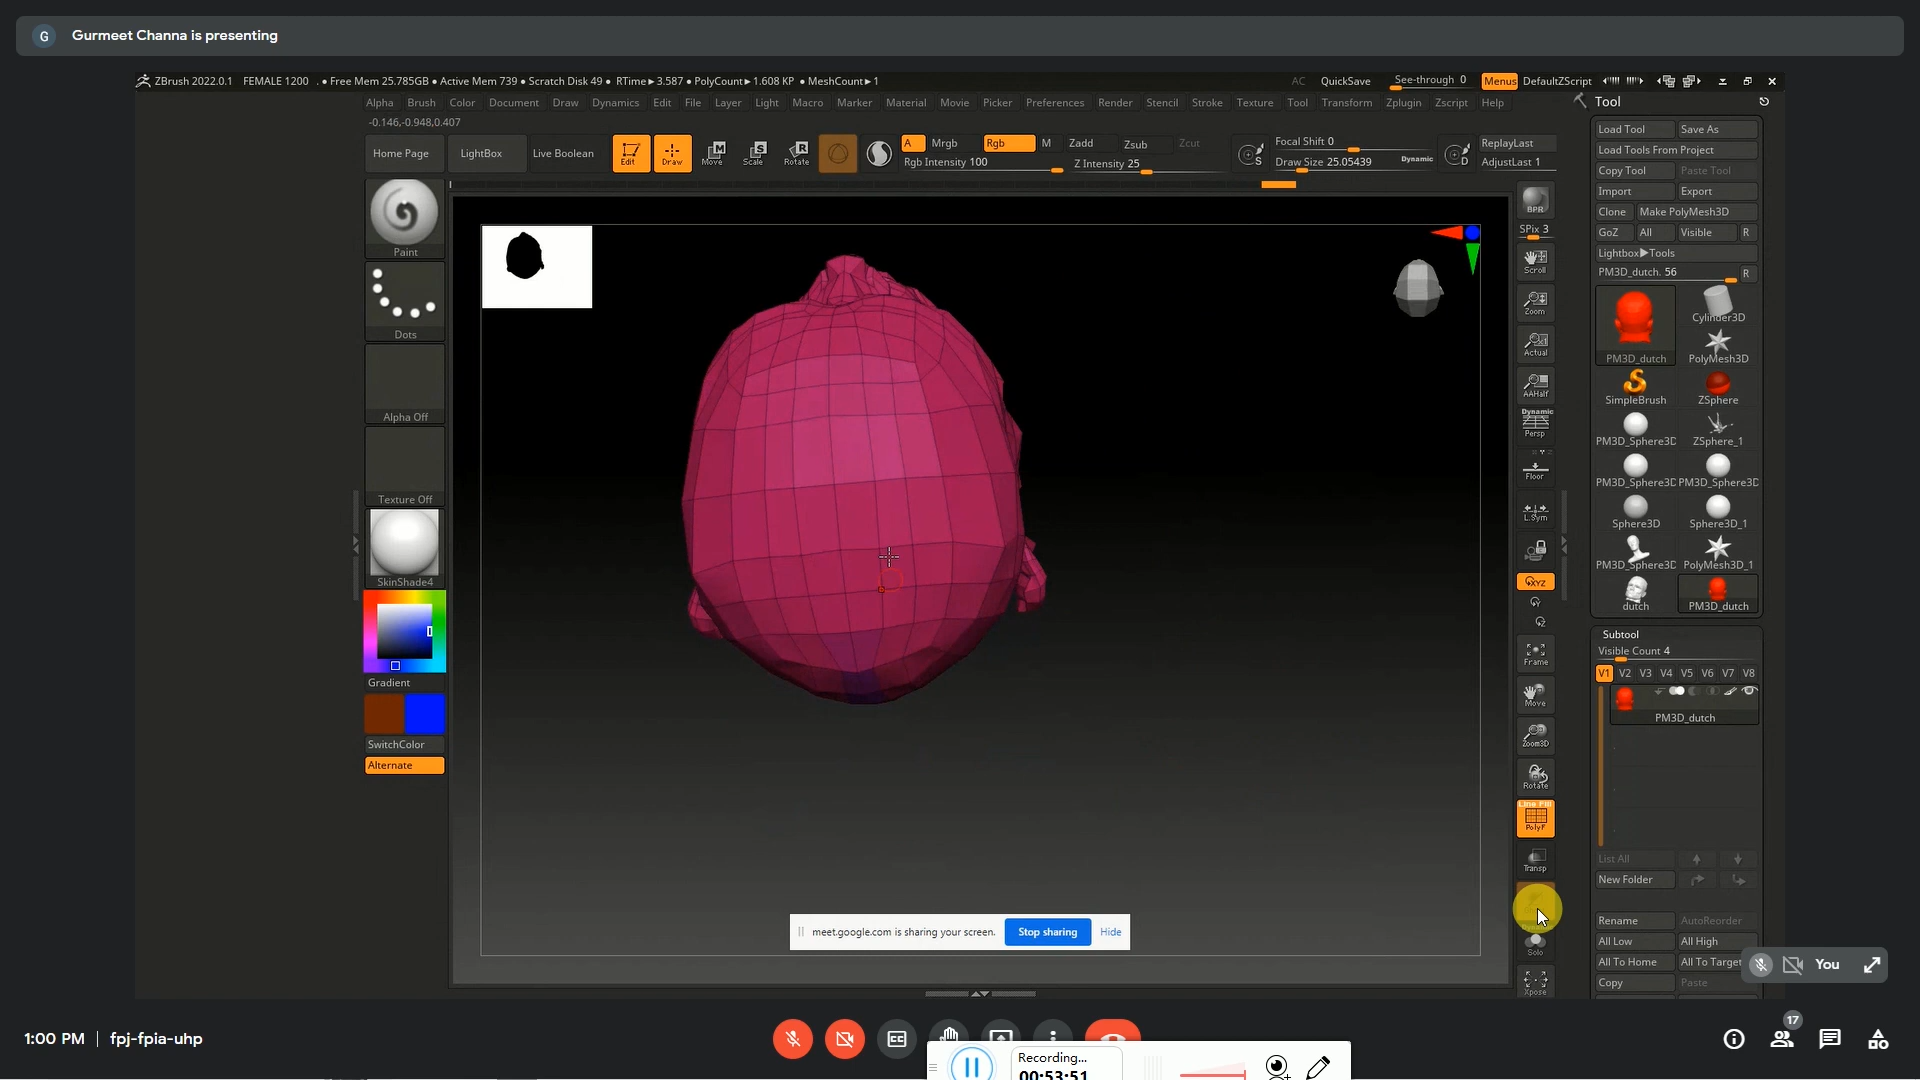 G Gurmeet Channa is presenting
ZBrush 2022.0.1 FEMALE 1200 . • Free Mem 25.785GB • Active Mem 739 • Scratch Disk 49 • RTime▶3.587 • PolyCount▶1.608 KP • MeshCount▶1
AC QuickSave See-through 0 Menus DefaultZScript
Alpha Brush Color Document Draw Dynamics Edit File Layer Light Macro Marker Material Movie Picker Preferences Render Stencil Stroke Texture Tool Transform Zplugin Zscript Help
-0.146,-0.948,0.407
Home Page LightBox Live Boolean Edit Draw Move Scale Rotate
A Mrgb Rgb M Zadd Zsub Zcut
Rgb Intensity 100 Z Intensity 25
Focal Shift 0
Draw Size 25.05439 Dynamic
ReplayLast
AdjustLast 1
Paint
Dots
Alpha Off
Texture Off
SkinShade4
Gradient
SwitchColor
Alternate
BPR
SPix 3
Scroll
Zoom
Actual
AAHalf
Dynamic
Persp
Floor
L.Sym
XYZ
Frame
Move
Zoom3D
Rotate
Line Fill
PolyF
Transp
Solo
Xpose
Tool
Load Tool Save As
Load Tools From Project
Copy Tool Paste Tool
Import Export
Clone Make PolyMesh3D
GoZ All Visible R
Lightbox▶Tools
PM3D_dutch. 56 R
PM3D_dutch Cylinder3D
PolyMesh3D
SimpleBrush ZSphere
PM3D_Sphere3D ZSphere_1
PM3D_Sphere3D PM3D_Sphere3D
Sphere3D Sphere3D_1
PM3D_Sphere3D PolyMesh3D_1
dutch PM3D_dutch
Subtool
Visible Count 4
V1 V2 V3 V4 V5 V6 V7 V8
PM3D_dutch
List All
New Folder
Rename AutoReorder
All Low All High
All To Home All To Target
Copy Paste
meet.google.com is sharing your screen. Stop sharing Hide
You
1:00 PM | fpj-fpia-uhp
17
Recording...
00:53:51